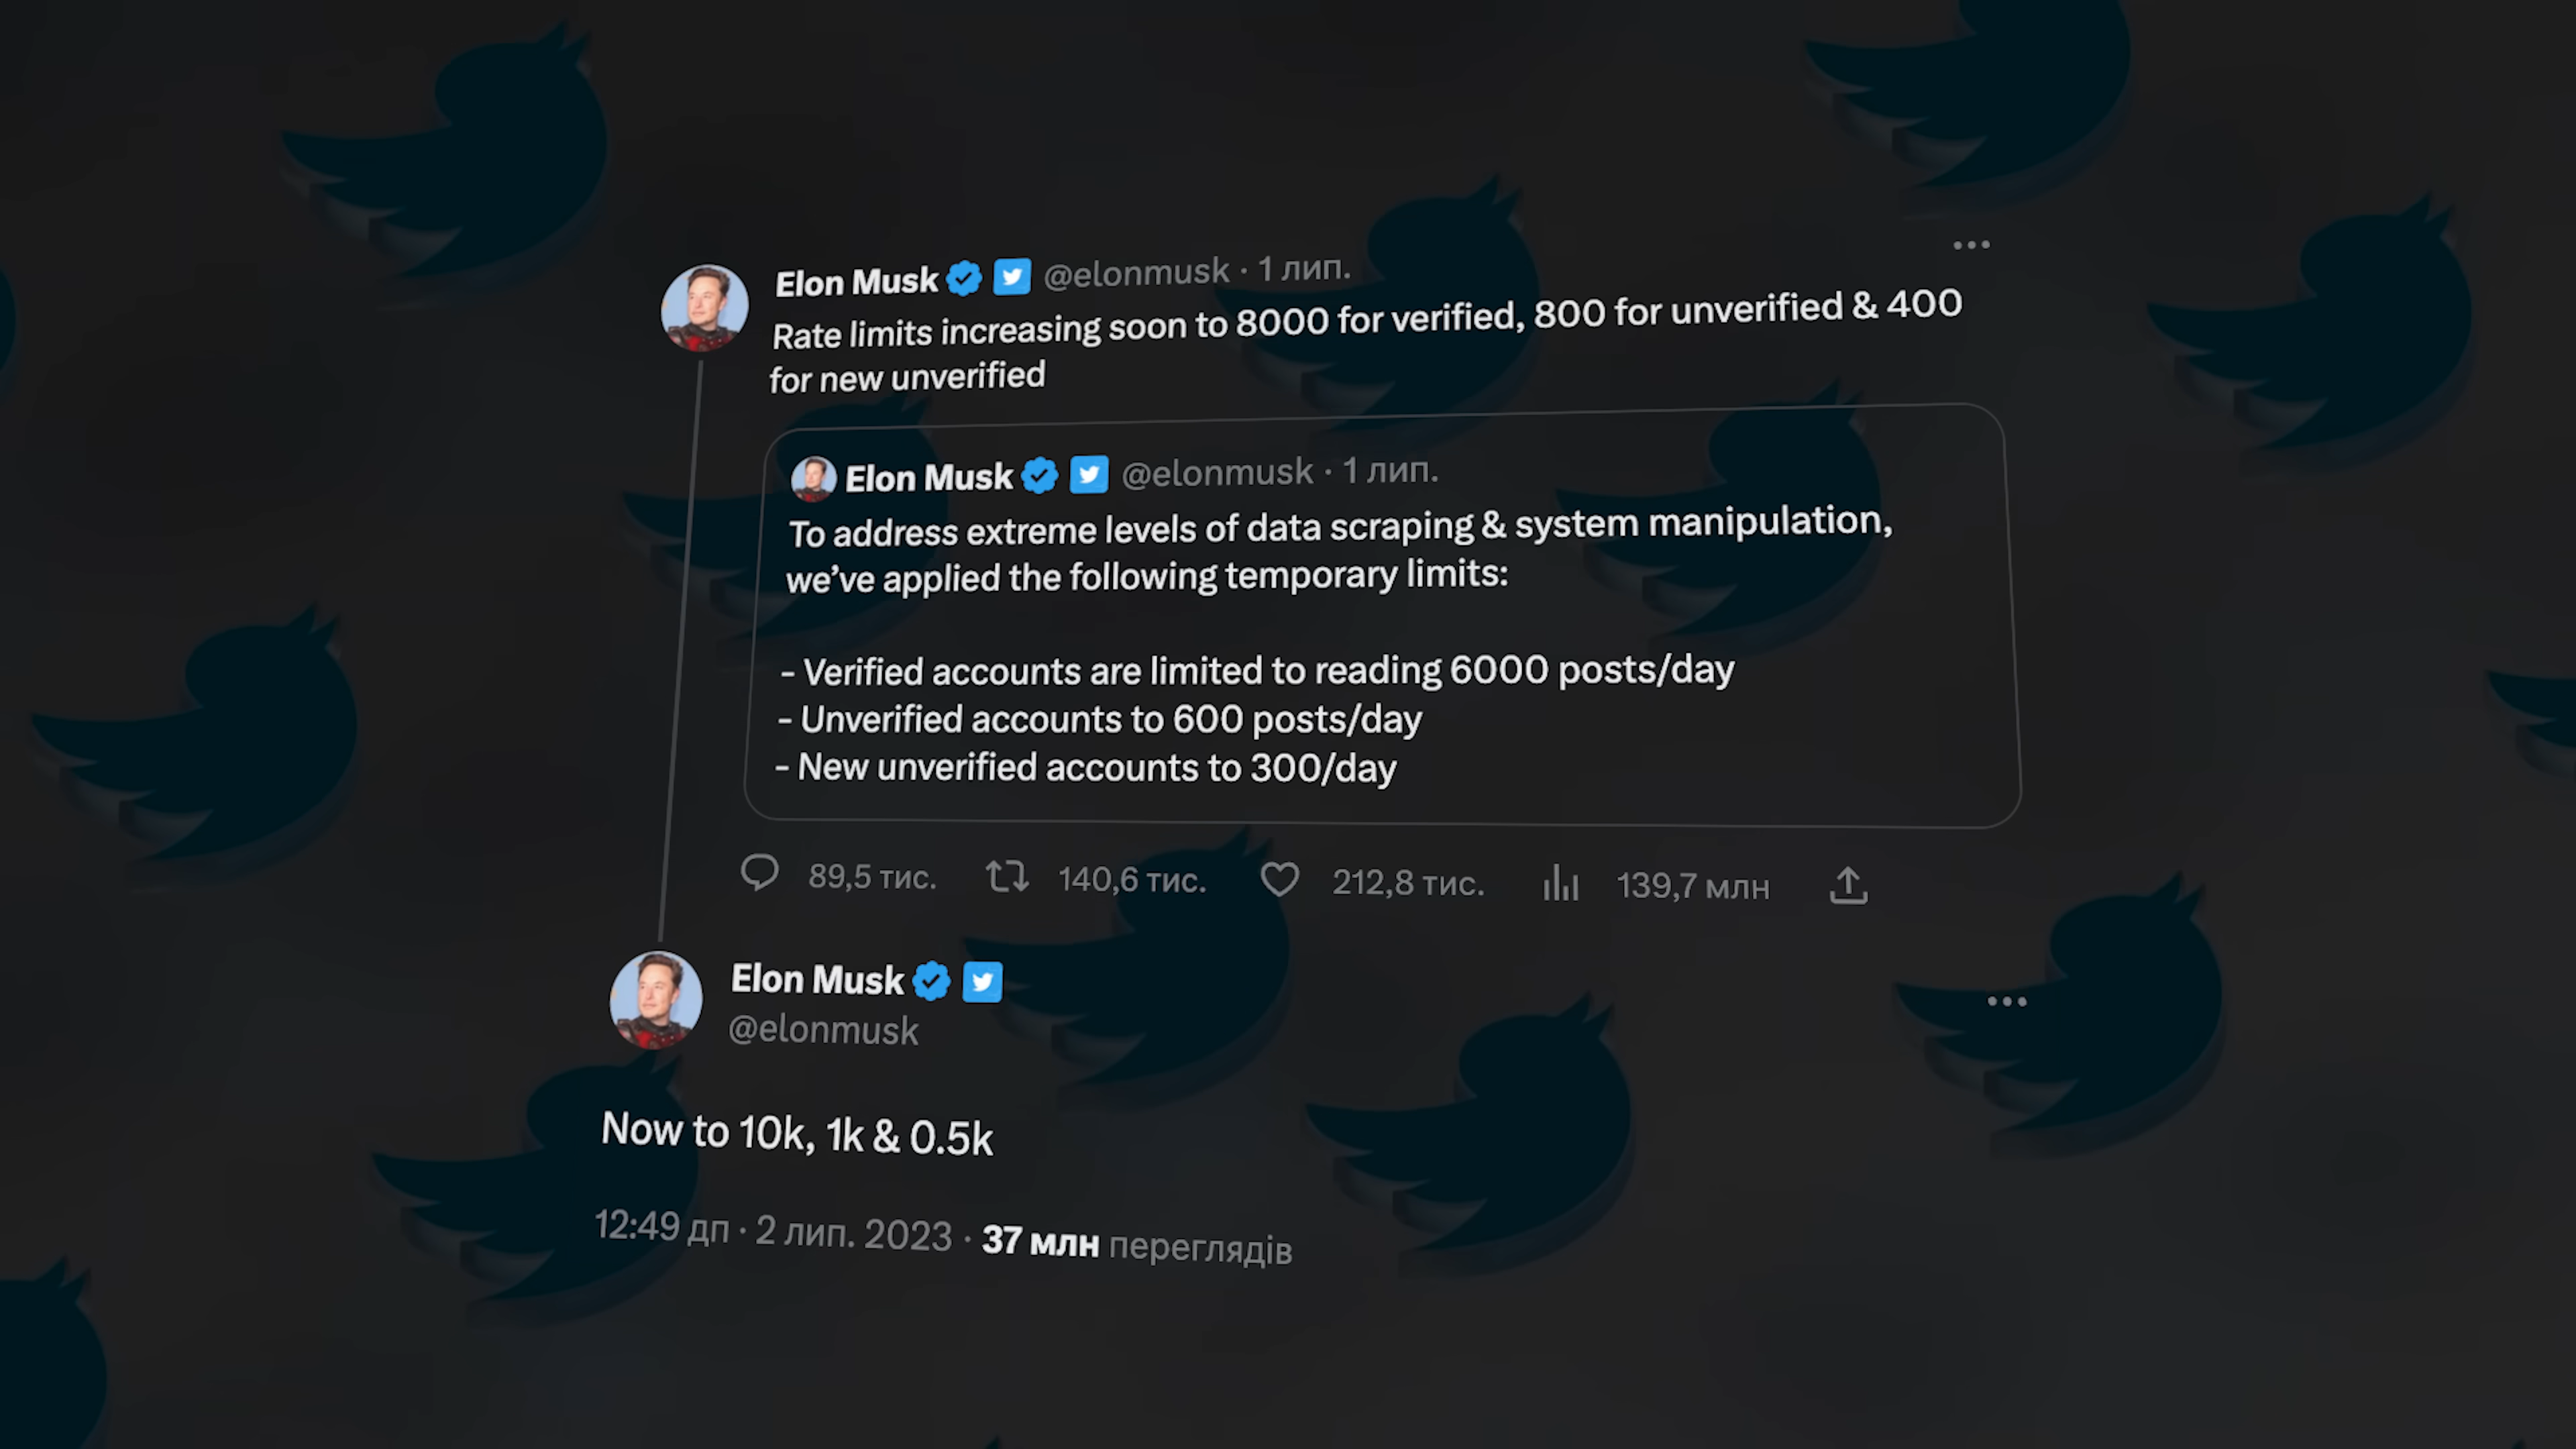 Elon Musk @elonmusk · 1 лип.
Rate limits increasing soon to 8000 for verified, 800 for unverified & 400
for new unverified
Elon Musk @elonmusk · 1 лип.
To address extreme levels of data scraping & system manipulation,
we’ve applied the following temporary limits:
- Verified accounts are limited to reading 6000 posts/day
- Unverified accounts to 600 posts/day
- New unverified accounts to 300/day
89,5 тис. 140,6 тис. 212,8 тис. 139,7 млн
Elon Musk
@elonmusk
Now to 10k, 1k & 0.5k
12:49 дп · 2 лип. 2023 · 37 млн переглядів